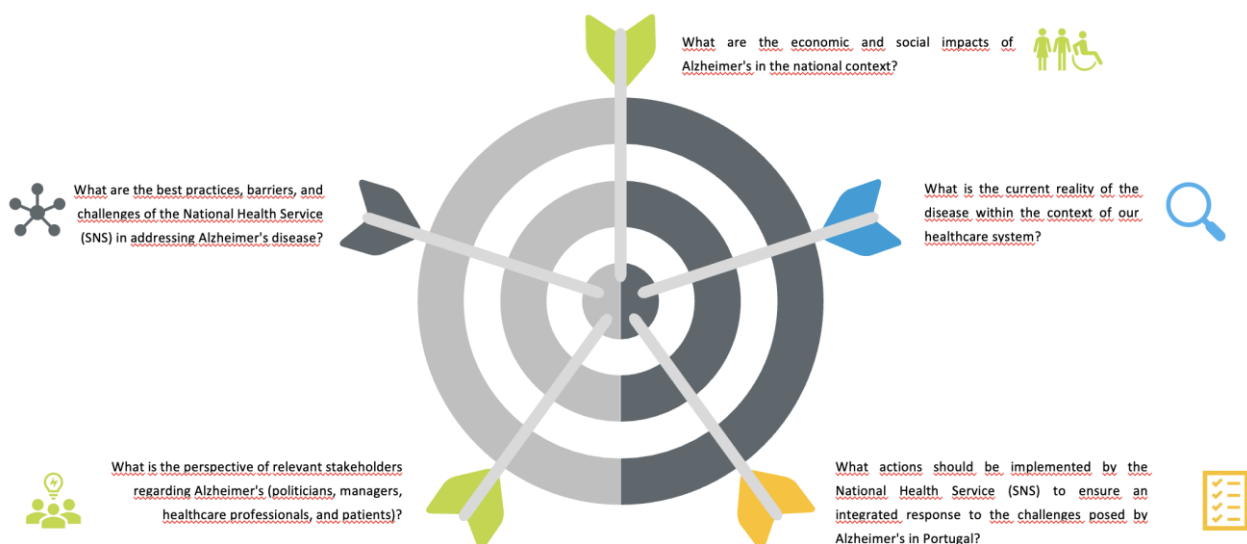 What are the economic and social impacts of
Alzheimer's in the national context?
What are the best practices, barriers, and
challenges of the National Health Service
(SNS) in addressing Alzheimer's disease?
What is the current reality of the
disease within the context of our
healthcare system?
What is the perspective of relevant stakeholders
regarding Alzheimer's (politicians, managers,
healthcare professionals, and patients)?
What actions should be implemented by the
National Health Service (SNS) to ensure an
integrated response to the challenges posed by
Alzheimer's in Portugal?